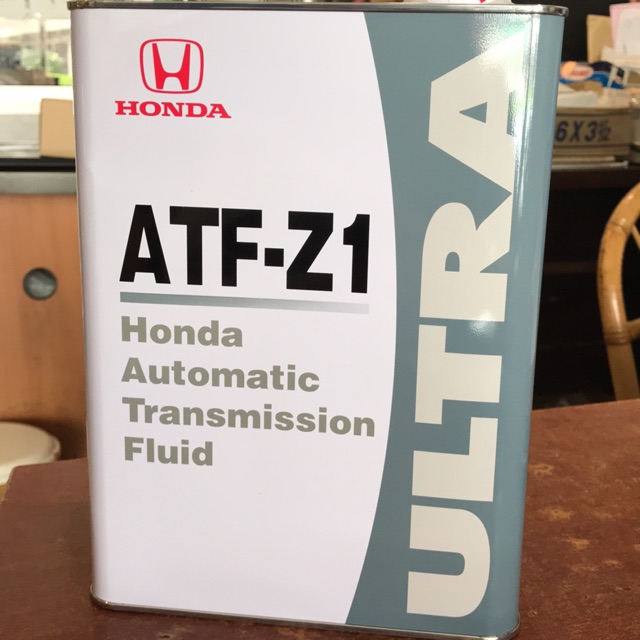 HONDA
ATF-Z1
Honda
Automatic
Transmission
Fluid
ULTRA